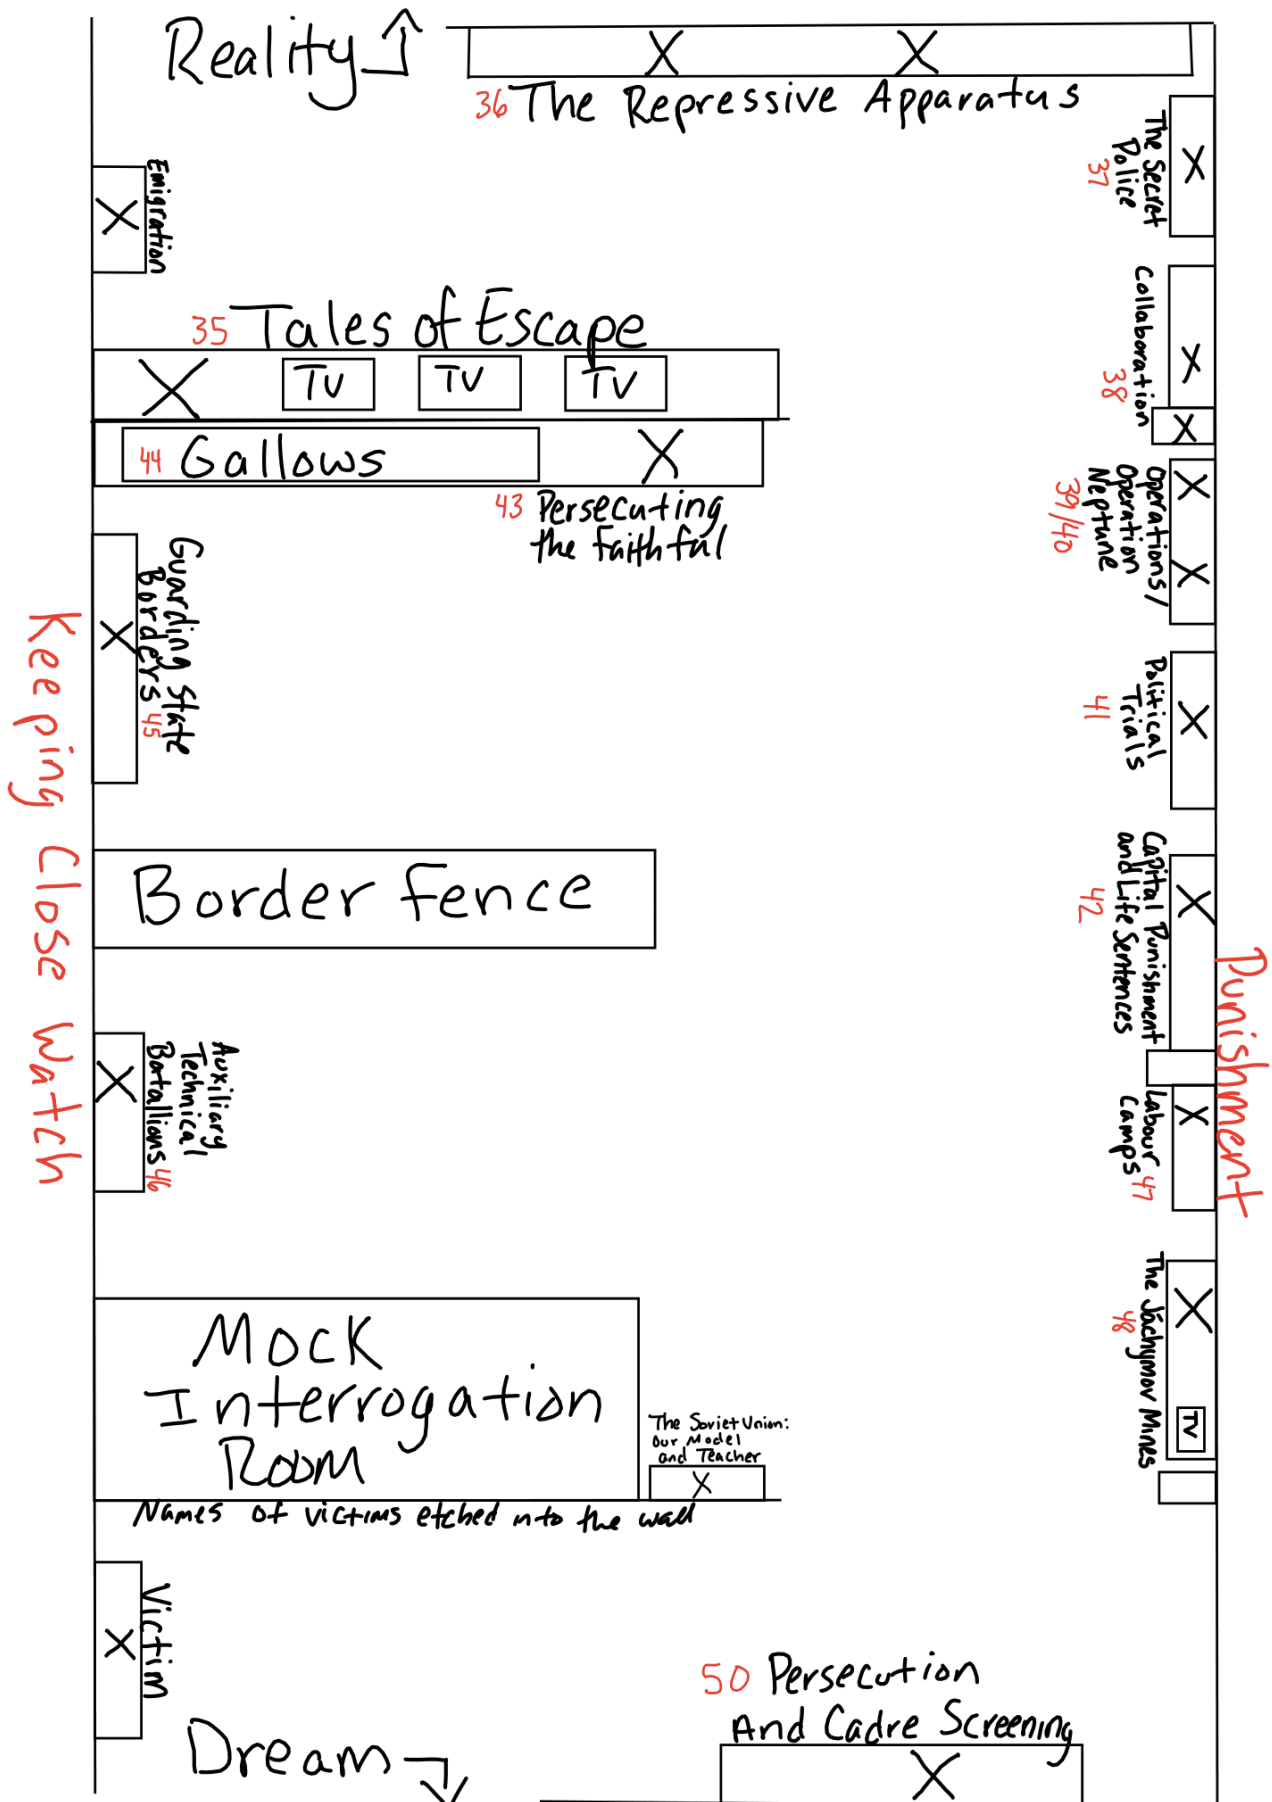 Reality
36 The Repressive Apparatus
The Secret
Police
37
Emigration
Collaboration
38
35 Tales of Escape
TV TV TV
44 Gallows
43 Persecuting
the Faithful
Operations/
Operation
Neptune
39/40
Guarding State
Borders 45
Keeping Close Watch
Political
Trials
41
Border Fence
Capital Punishment
and Life Sentences
42
Punishment
Auxiliary
Technical
Batallions 46
Labour
Camps 47
The Jáchymov Mines
48
TV
Mock
Interrogation
Room
The Soviet Union:
Our Model
and Teacher
Names of victims etched into the wall
Victim
50 Persecution
And Cadre Screening
Dream